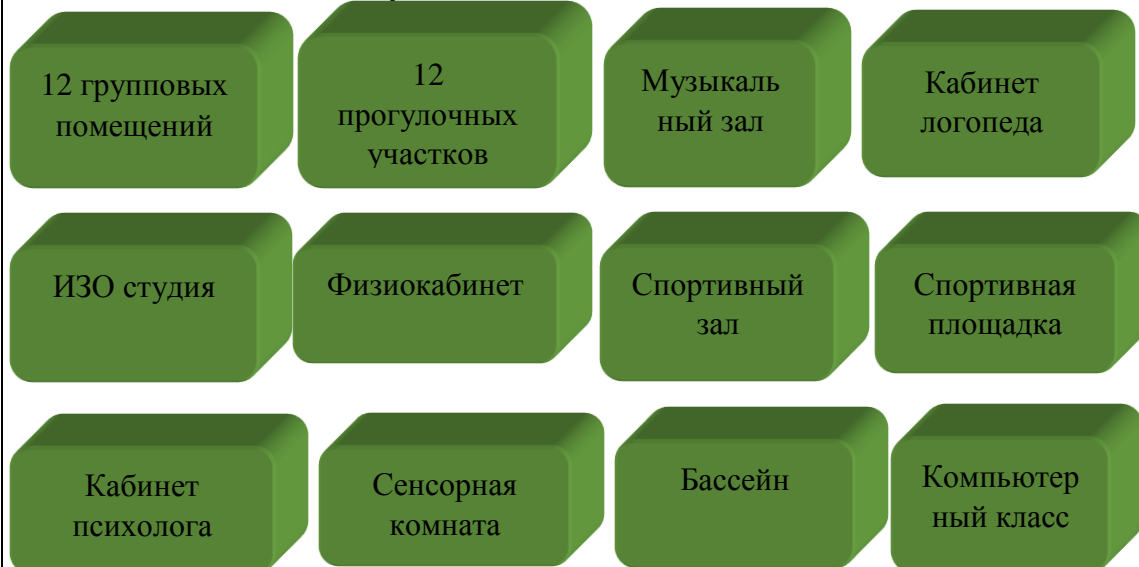 12 групповых
помещений
12
прогулочных
участков
Музыкаль
ный зал
Кабинет
логопеда
ИЗО студия
Физиокабинет
Спортивный
зал
Спортивная
площадка
Кабинет
психолога
Сенсорная
комната
Бассейн
Компьютер
ный класс